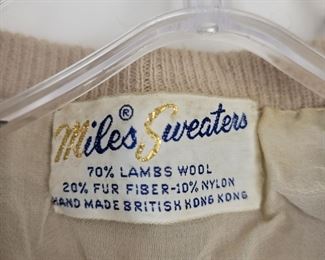 Miles® Sweaters
70% LAMBS WOOL
20% FUR FIBER-10% NYLON
HAND MADE BRITISH HONG KONG